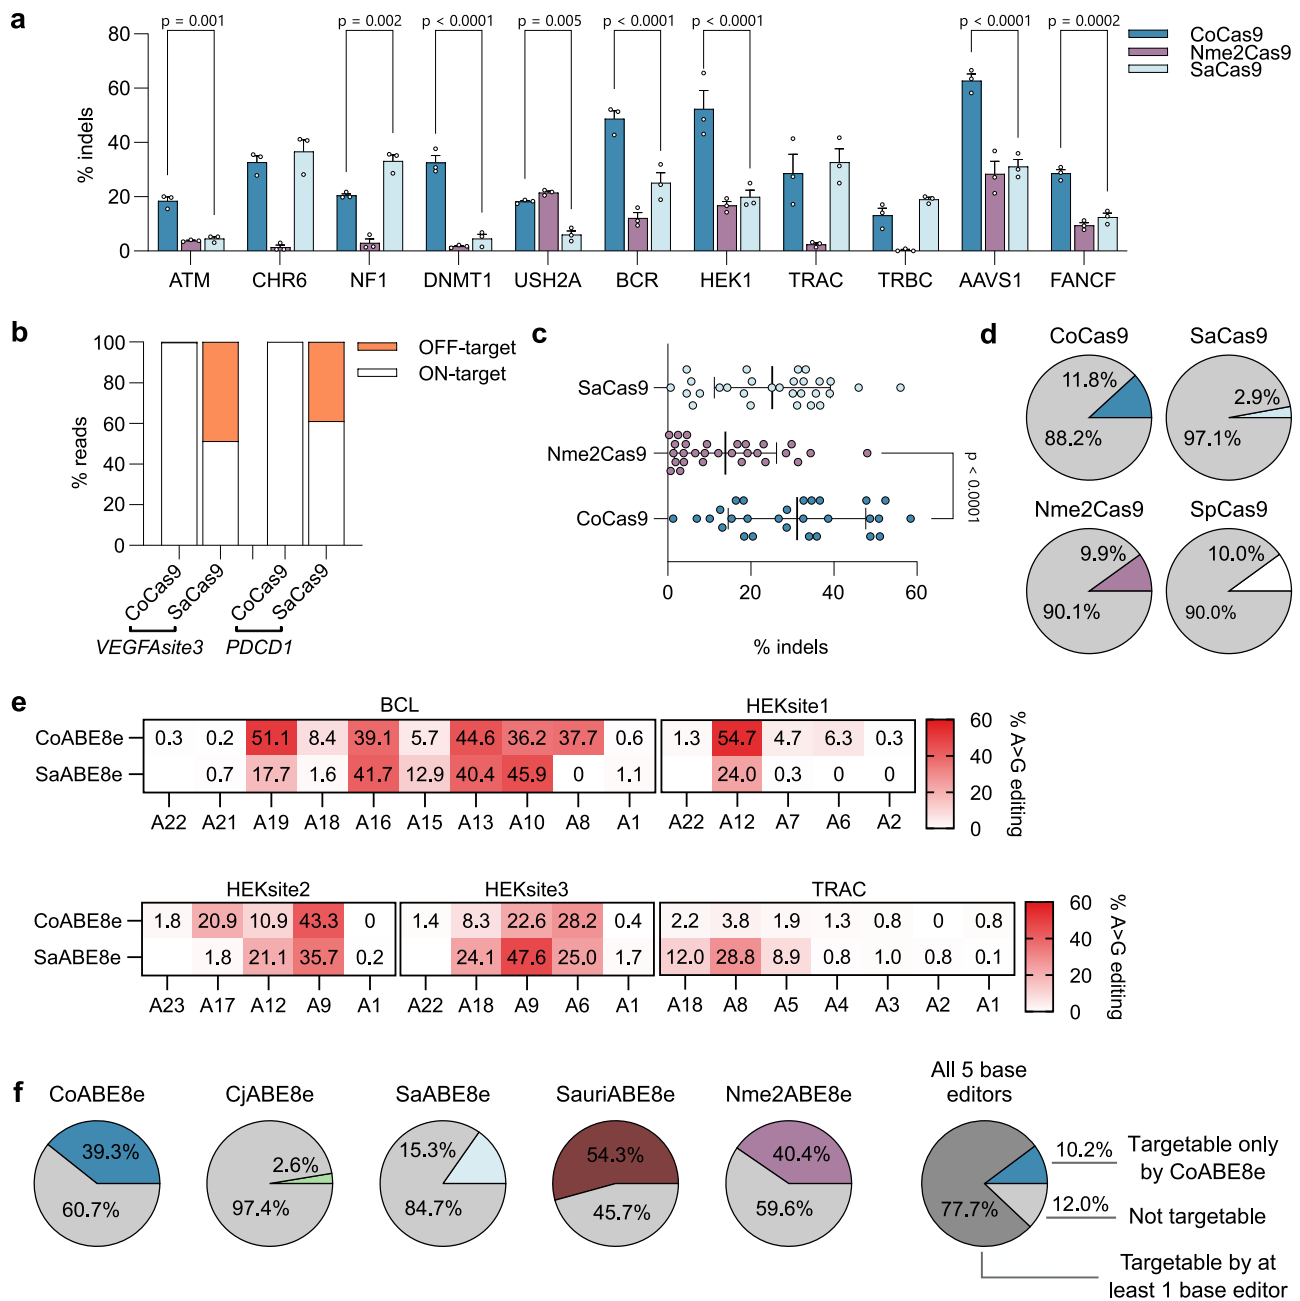 a
p = 0.001
p = 0.002
p < 0.0001
p = 0.005
p < 0.0001
p < 0.0001
p < 0.0001
p = 0.0002
CoCas9
Nme2Cas9
SaCas9
% indels
80
60
40
20
0
ATM CHR6 NF1 DNMT1 USH2A BCR HEK1 TRAC TRBC AAVS1 FANCF
b
OFF-target
ON-target
% reads
100
80
60
40
20
0
CoCas9 SaCas9 CoCas9 SaCas9
VEGFAsite3 PDCD1
c
SaCas9
Nme2Cas9
CoCas9
p < 0.0001
0 20 40 60
% indels
d
CoCas9 SaCas9
11.8% 88.2%
2.9% 97.1%
Nme2Cas9 SpCas9
9.9% 90.1%
10.0% 90.0%
e
BCL HEKsite1
CoABE8e 0.3 0.2 51.1 8.4 39.1 5.7 44.6 36.2 37.7 0.6 1.3 54.7 4.7 6.3 0.3
SaABE8e 0.7 17.7 1.6 41.7 12.9 40.4 45.9 0 1.1 24.0 0.3 0 0
A22 A21 A19 A18 A16 A15 A13 A10 A8 A1 A22 A12 A7 A6 A2
60
40
20
0
% A>G editing
HEKsite2 HEKsite3 TRAC
CoABE8e 1.8 20.9 10.9 43.3 0 1.4 8.3 22.6 28.2 0.4 2.2 3.8 1.9 1.3 0.8 0 0.8
SaABE8e 1.8 21.1 35.7 0.2 24.1 47.6 25.0 1.7 12.0 28.8 8.9 0.8 1.0 0.8 0.1
A23 A17 A12 A9 A1 A22 A18 A9 A6 A1 A18 A8 A5 A4 A3 A2 A1
60
40
20
0
% A>G editing
f
CoABE8e CjABE8e SaABE8e SauriABE8e Nme2ABE8e
39.3% 60.7%
2.6% 97.4%
15.3% 84.7%
54.3% 45.7%
40.4% 59.6%
All 5 base
editors
77.7%
10.2%
Targetable only
by CoABE8e
12.0%
Not targetable
Targetable by at
least 1 base editor